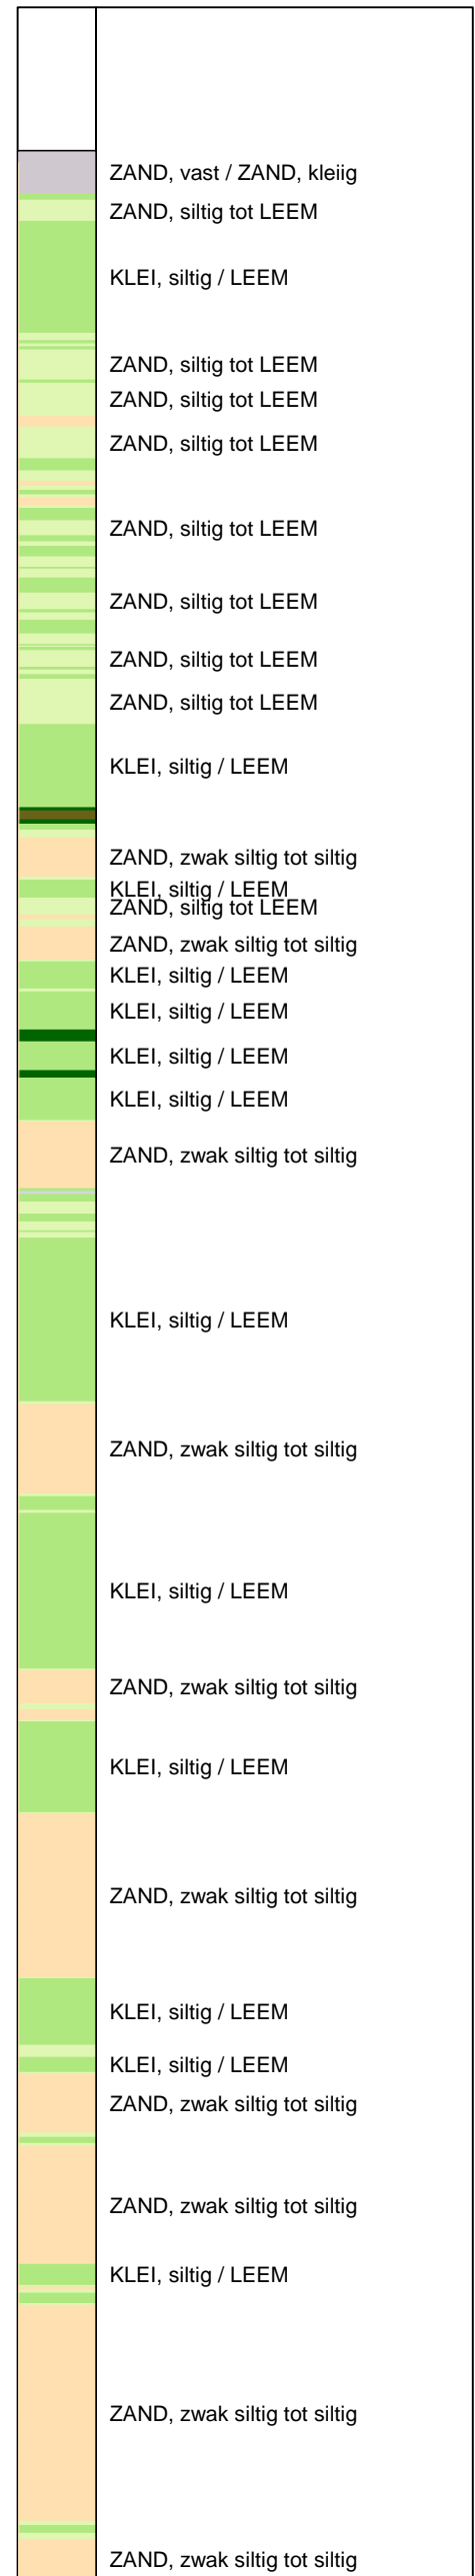 ZAND, vast / ZAND, kleiig
ZAND, siltig tot LEEM
KLEI, siltig / LEEM
ZAND, siltig tot LEEM
ZAND, siltig tot LEEM
ZAND, siltig tot LEEM
ZAND, siltig tot LEEM
ZAND, siltig tot LEEM
ZAND, siltig tot LEEM
ZAND, siltig tot LEEM
KLEI, siltig / LEEM
ZAND, zwak siltig tot siltig
KLEI, siltig / LEEM
ZAND, siltig tot LEEM
ZAND, zwak siltig tot siltig
KLEI, siltig / LEEM
KLEI, siltig / LEEM
KLEI, siltig / LEEM
KLEI, siltig / LEEM
ZAND, zwak siltig tot siltig
KLEI, siltig / LEEM
ZAND, zwak siltig tot siltig
KLEI, siltig / LEEM
ZAND, zwak siltig tot siltig
KLEI, siltig / LEEM
ZAND, zwak siltig tot siltig
KLEI, siltig / LEEM
KLEI, siltig / LEEM
ZAND, zwak siltig tot siltig
ZAND, zwak siltig tot siltig
KLEI, siltig / LEEM
ZAND, zwak siltig tot siltig
ZAND, zwak siltig tot siltig